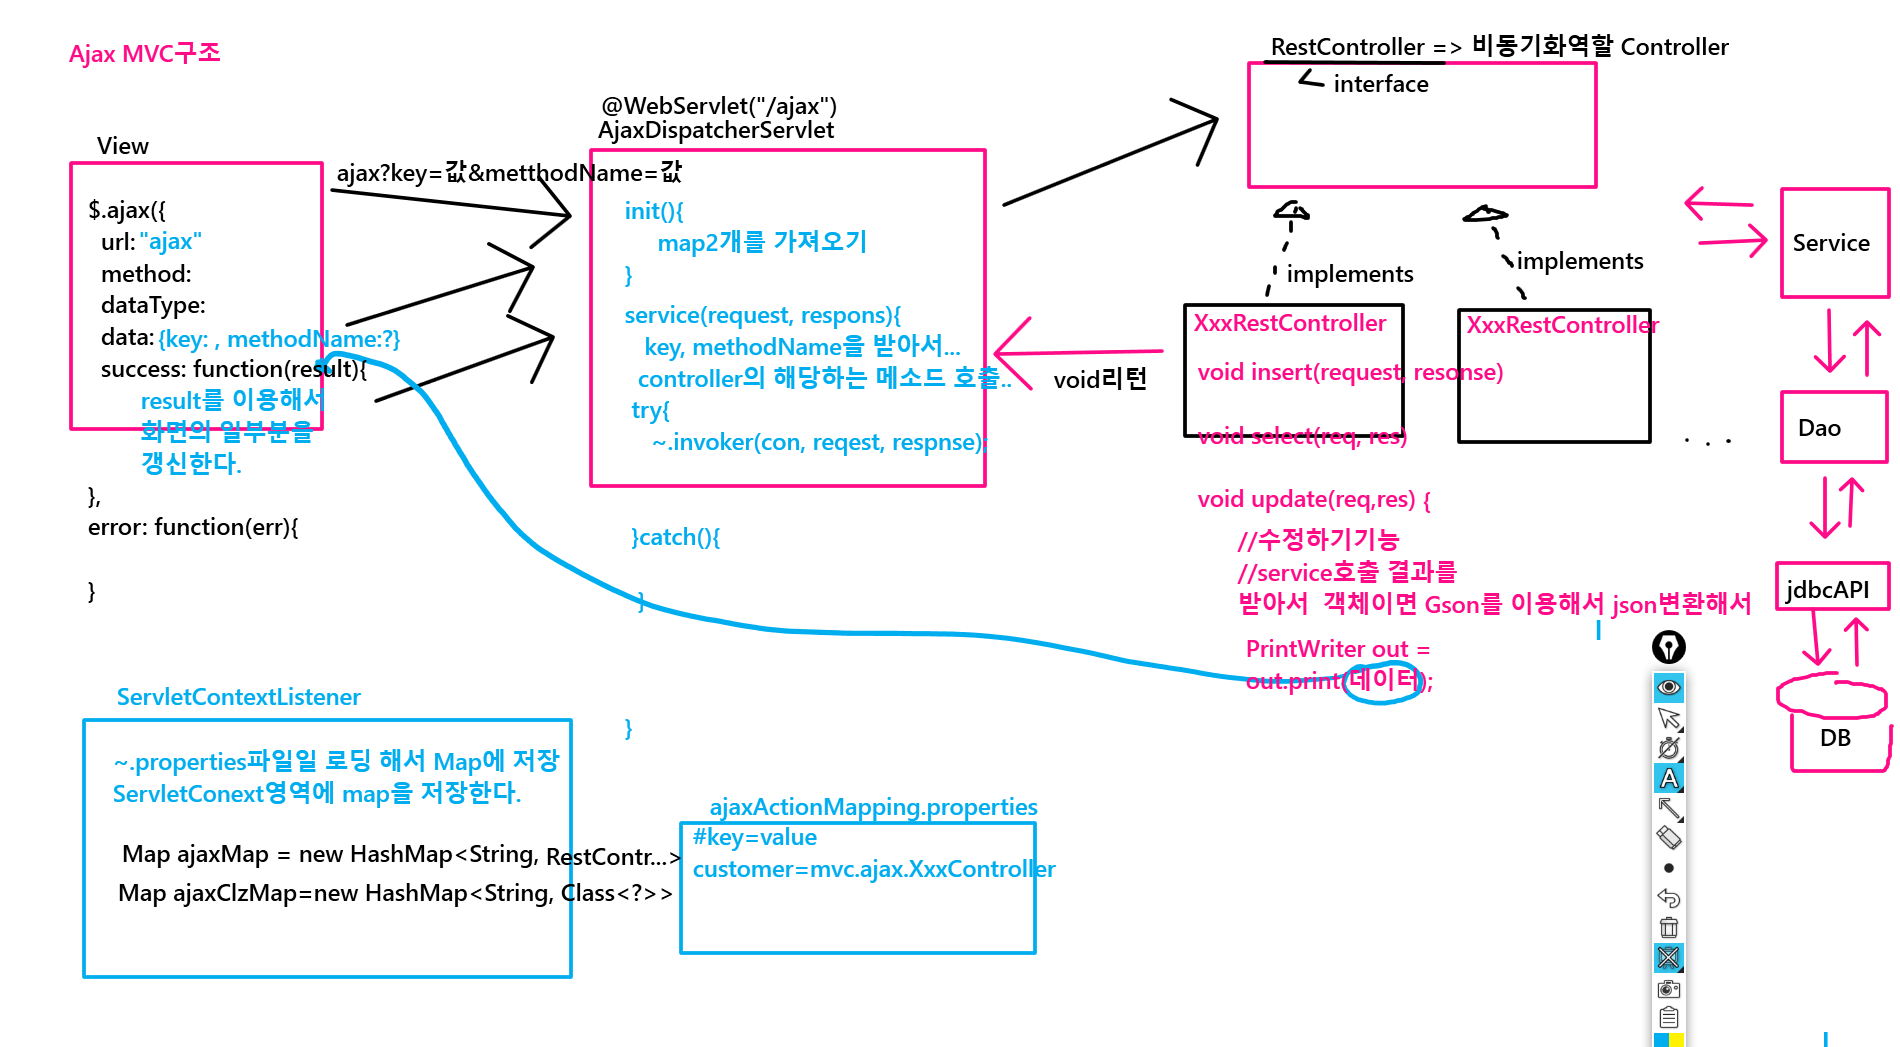 Ajax MVC구조
RestController => 비동기화역할 Controller
interface
@WebServlet("/ajax")
AjaxDispatcherServlet
View
ajax?key=값&metthodName=값
$.ajax({
url: "ajax"
method:
dataType:
data: {key: , methodName:?}
success: function(result){
result를 이용해서
화면의 일부분을
갱신한다.
},
error: function(err){
}
init(){
map2개를 가져오기
}
service(request, respons){
key, methodName을 받아서...
controller의 해당하는 메소드 호출..
try{
~.invoker(con, reqest, respnse);
}catch(){
}
}
implements
implements
XxxRestController
XxxRestController
void리턴
void insert(request, resonse)
void select(req, res)
void update(req,res) {
//수정하기기능
//service호출 결과를
받아서  객체이면 Gson를 이용해서 json변환해서
PrintWriter out =
out.print(데이터);
. . .
Service
Dao
jdbcAPI
DB
ServletContextListener
~.properties파일일 로딩 해서 Map에 저장
ServletConext영역에 map을 저장한다.
Map ajaxMap = new HashMap<String, RestContr...>
Map ajaxClzMap=new HashMap<String, Class<?>>
ajaxActionMapping.properties
#key=value
customer=mvc.ajax.XxxController
A